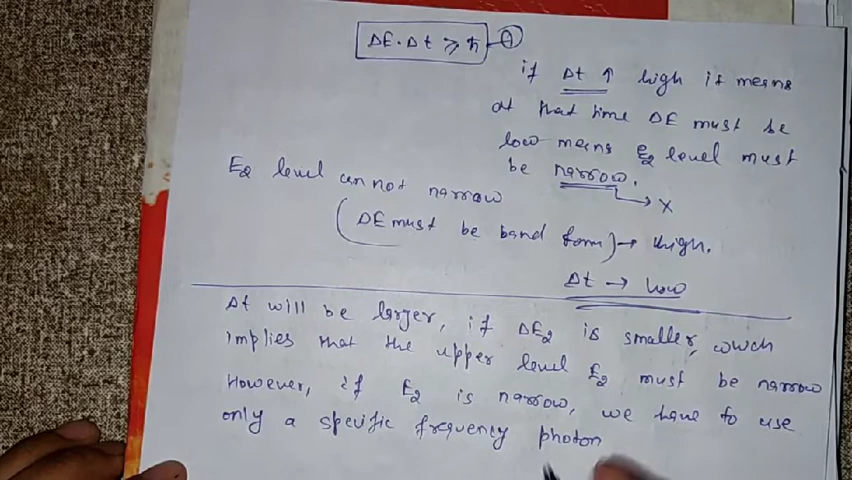 ΔE.Δt ≥ ħ -①
if Δt ↑ high it means
at that time ΔE must be
low means E2 level must
be narrow. → x
E2 level cannot narrow
(ΔE must be band form) → high.
Δt → low
Δt will be larger, if ΔE2 is smaller, which
implies that the upper level E2 must be narrow
However, if E2 is narrow, we have to use
only a specific frequency photon